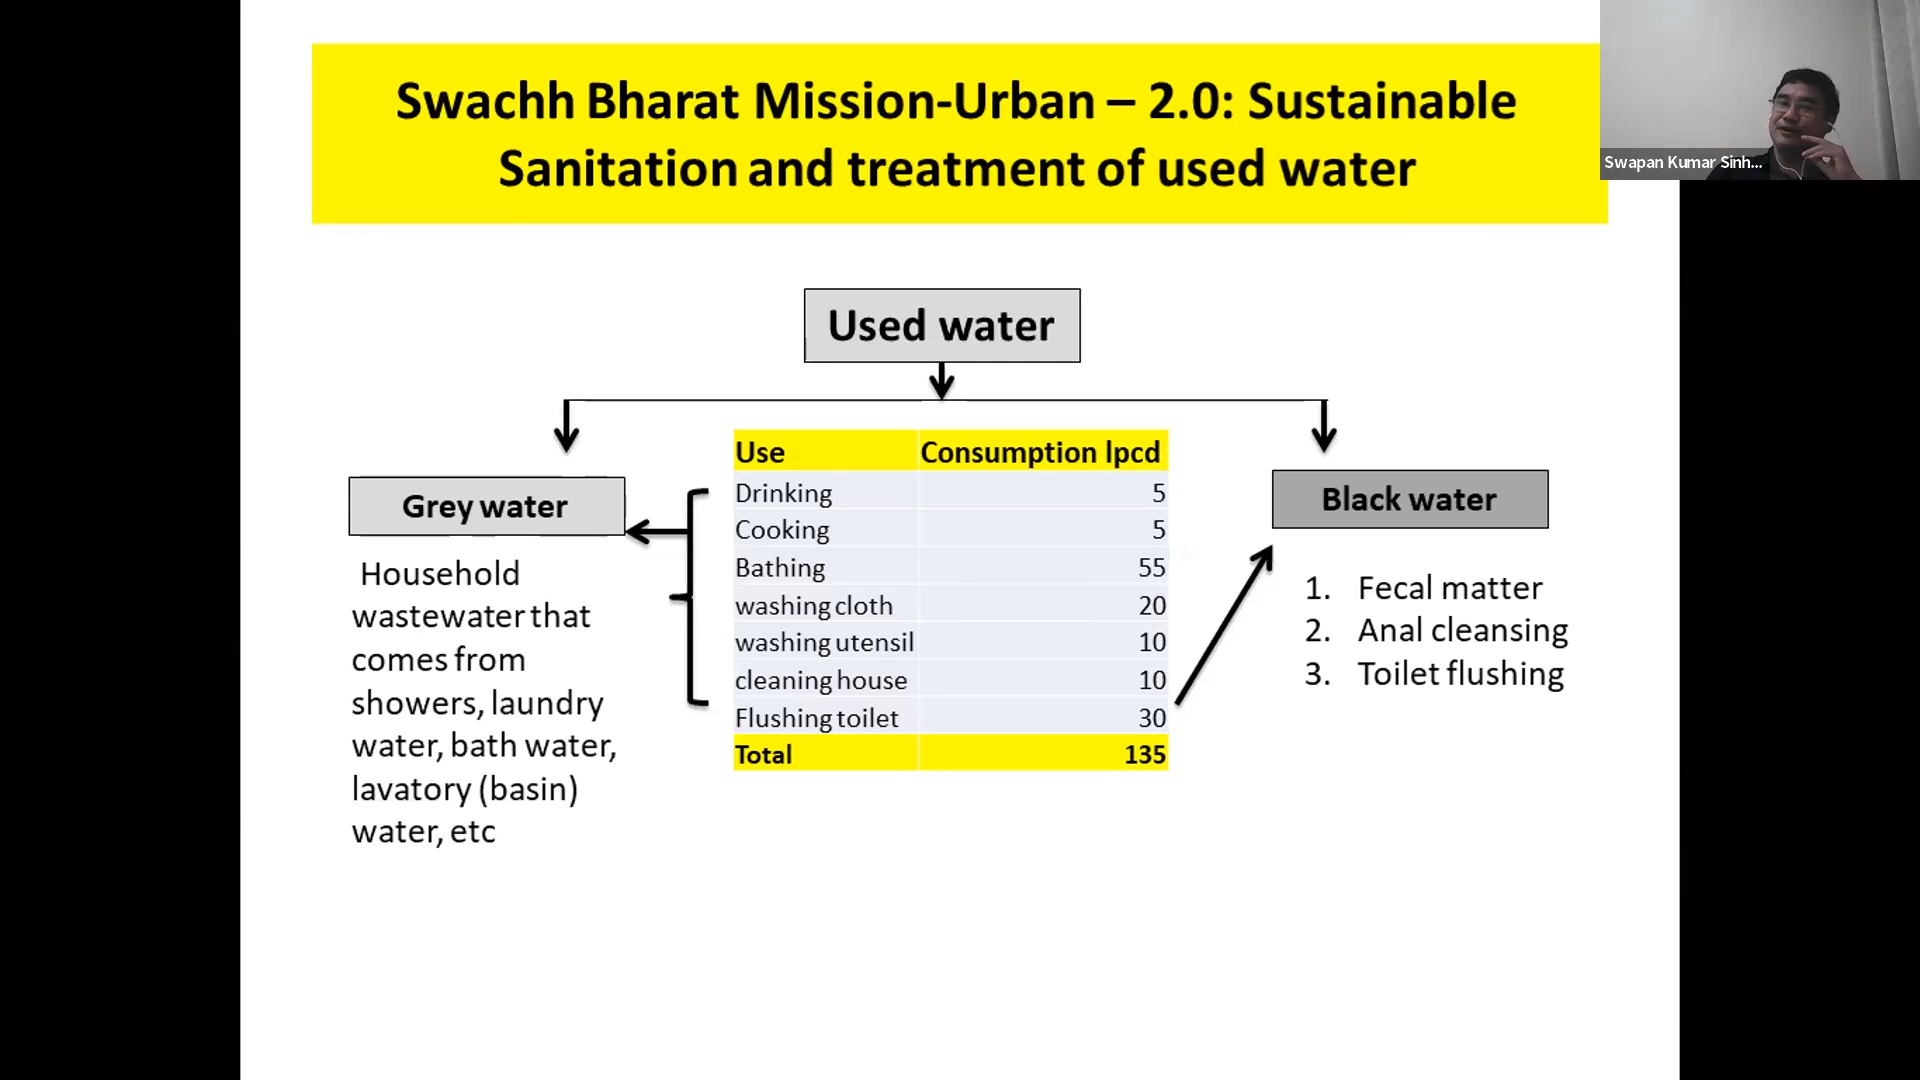 Swachh Bharat Mission-Urban – 2.0: Sustainable
Sanitation and treatment of used water
Swapan Kumar Sinh...
Used water
Grey water
Household
wastewater that
comes from
showers, laundry
water, bath water,
lavatory (basin)
water, etc
Use Consumption lpcd
Drinking 5
Cooking 5
Bathing 55
washing cloth 20
washing utensil 10
cleaning house 10
Flushing toilet 30
Total 135
Black water
1. Fecal matter
2. Anal cleansing
3. Toilet flushing